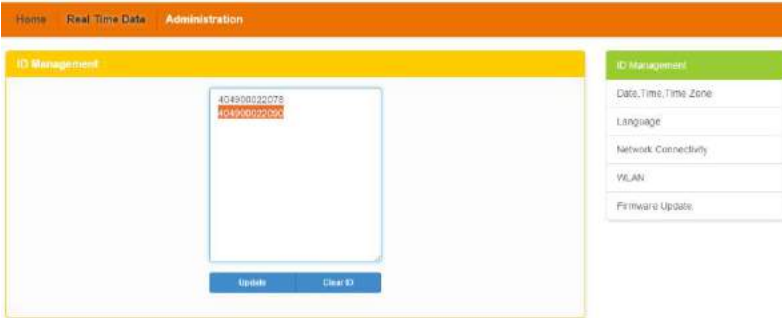 Home Real Time Data Administration
ID Management
404900022078
404900022090
Update Clear ID
ID Management
Date,Time,Time Zone
Language
Network Connectivity
WLAN
Firmware Update